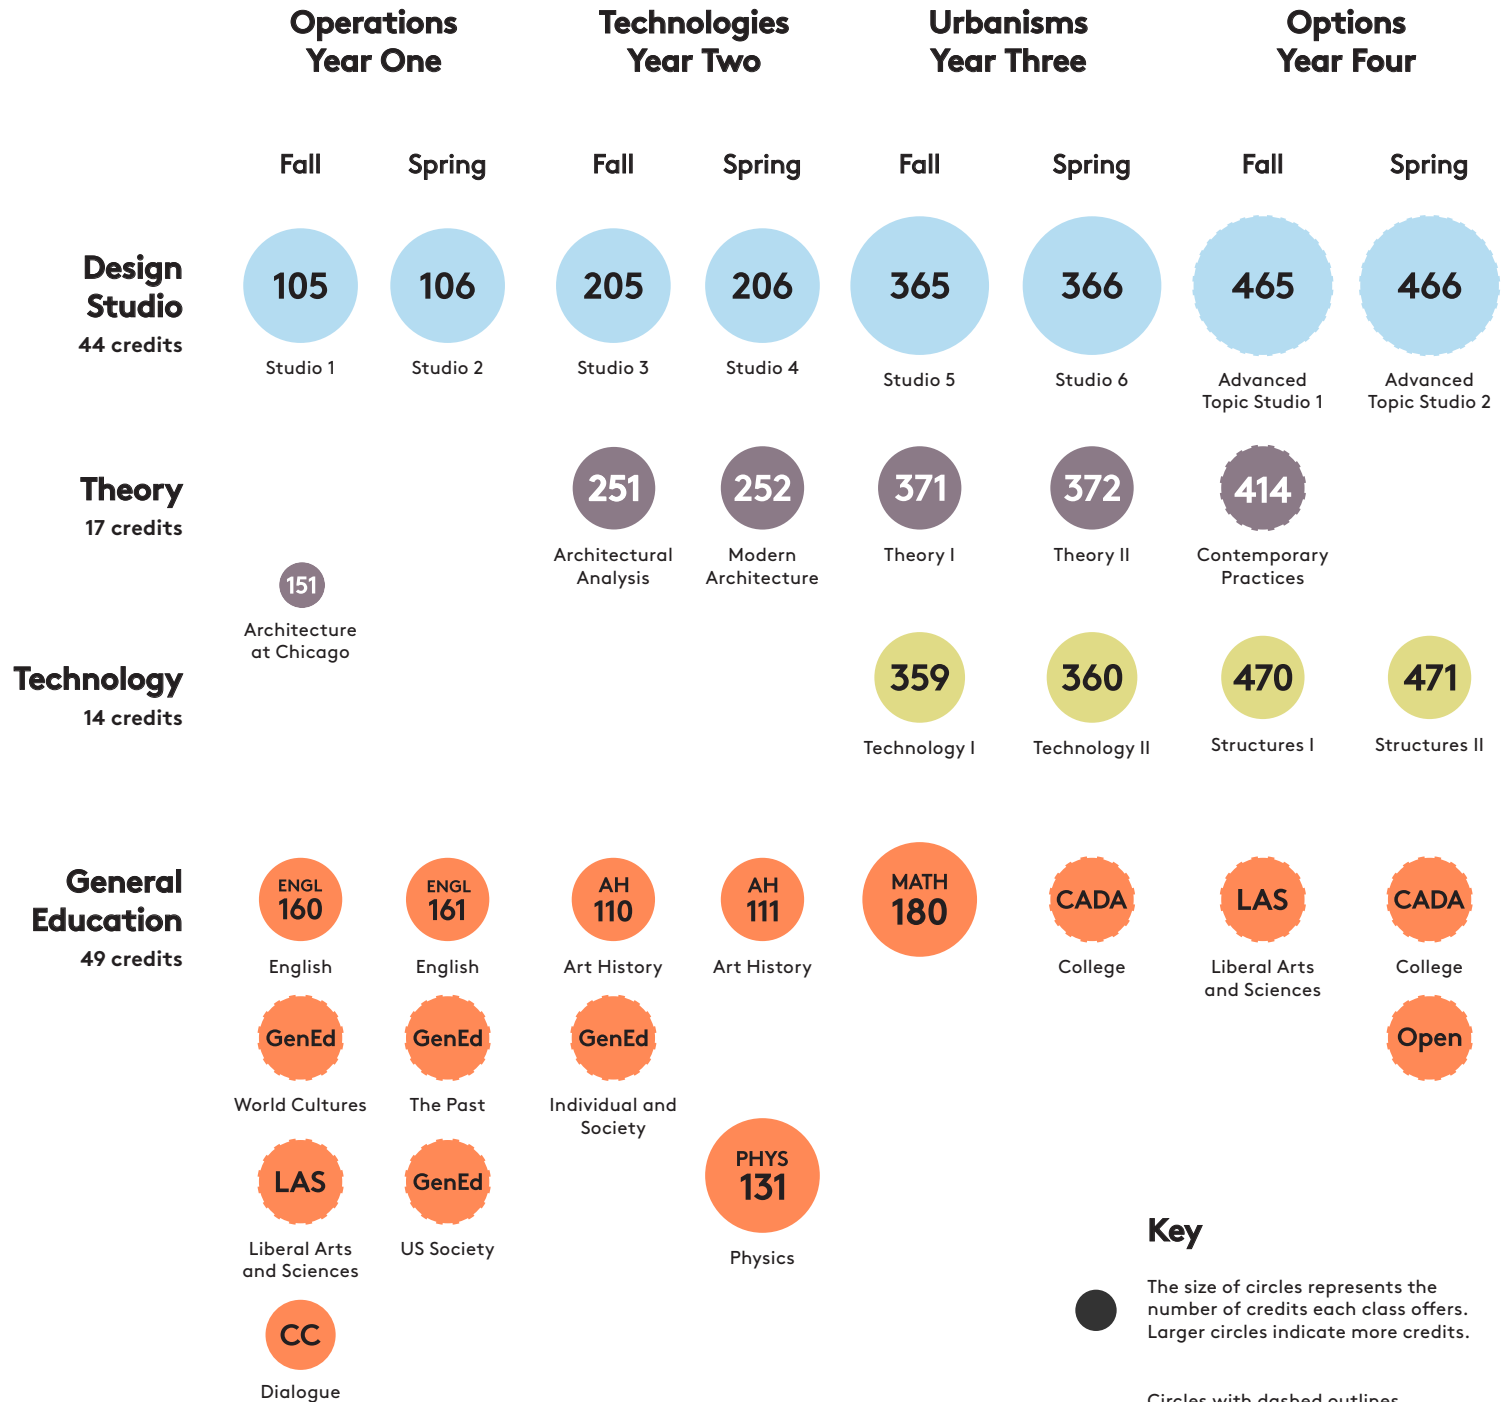 Operations
Year One
Technologies
Year Two
Urbanisms
Year Three
Options
Year Four
Fall
Spring
Fall
Spring
Fall
Spring
Fall
Spring
Design
Studio
44 credits
105
106
205
206
365
366
465
466
Studio 1
Studio 2
Studio 3
Studio 4
Studio 5
Studio 6
Advanced
Topic Studio 1
Advanced
Topic Studio 2
Theory
17 credits
251
252
371
372
414
Architectural
Analysis
Modern
Architecture
Theory I
Theory II
Contemporary
Practices
151
Architecture
at Chicago
Technology
14 credits
359
360
470
471
Technology I
Technology II
Structures I
Structures II
General
Education
49 credits
ENGL
160
ENGL
161
AH
110
AH
111
MATH
180
CADA
LAS
CADA
English
English
Art History
Art History
College
Liberal Arts
and Sciences
College
GenEd
GenEd
GenEd
Open
World Cultures
The Past
Individual and
Society
LAS
GenEd
PHYS
131
Liberal Arts
and Sciences
US Society
Physics
CC
Dialogue
Key
The size of circles represents the
number of credits each class offers.
Larger circles indicate more credits.
Circles with dashed outlines